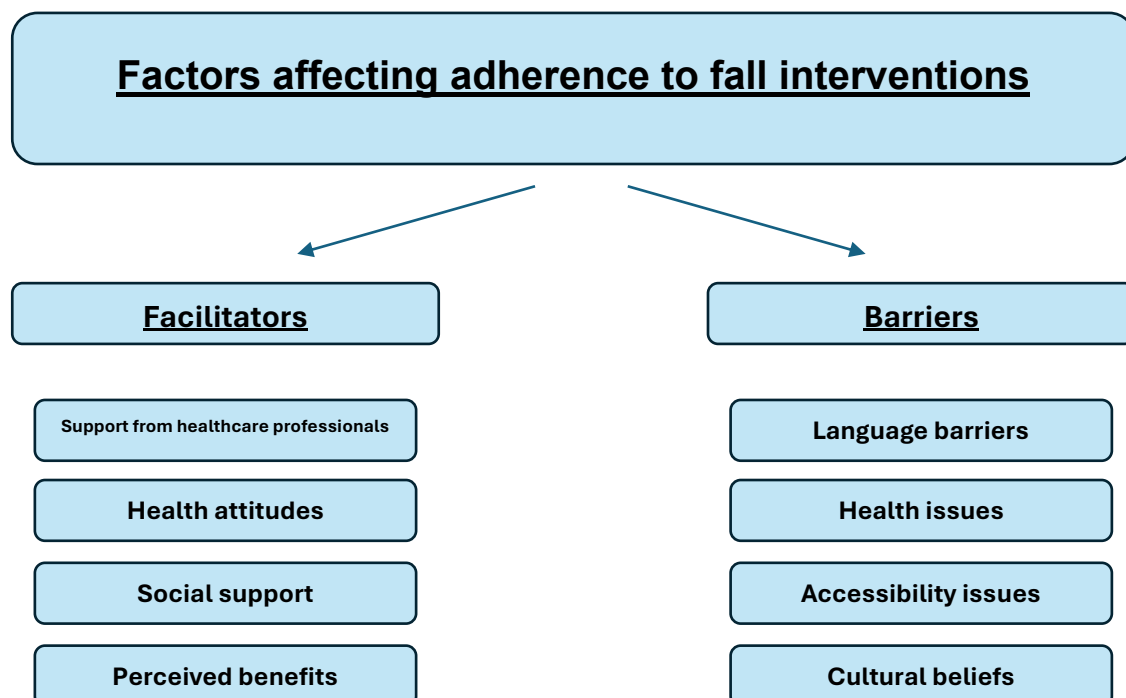 Factors affecting adherence to fall interventions
Facilitators
Barriers
Support from healthcare professionals
Language barriers
Health attitudes
Health issues
Social support
Accessibility issues
Perceived benefits
Cultural beliefs